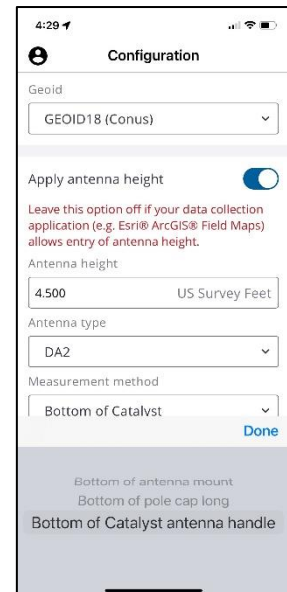 4:29
Configuration
Geoid
GEOID18 (Conus)
Apply antenna height
Leave this option off if your data collection
application (e.g. Esri® ArcGIS® Field Maps)
allows entry of antenna height.
Antenna height
4.500 US Survey Feet
Antenna type
DA2
Measurement method
Bottom of Catalyst
Done
Bottom of antenna mount
Bottom of pole cap long
Bottom of Catalyst antenna handle